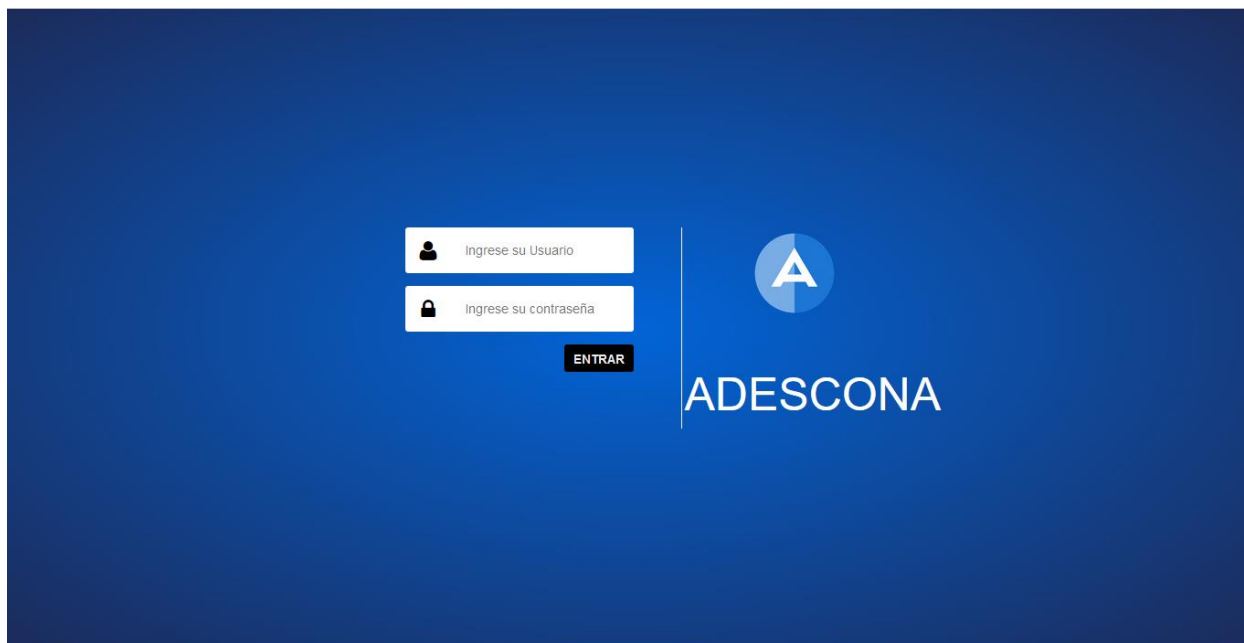 Ingrese su Usuario
Ingrese su contraseña
ENTRAR
A
ADESCONA